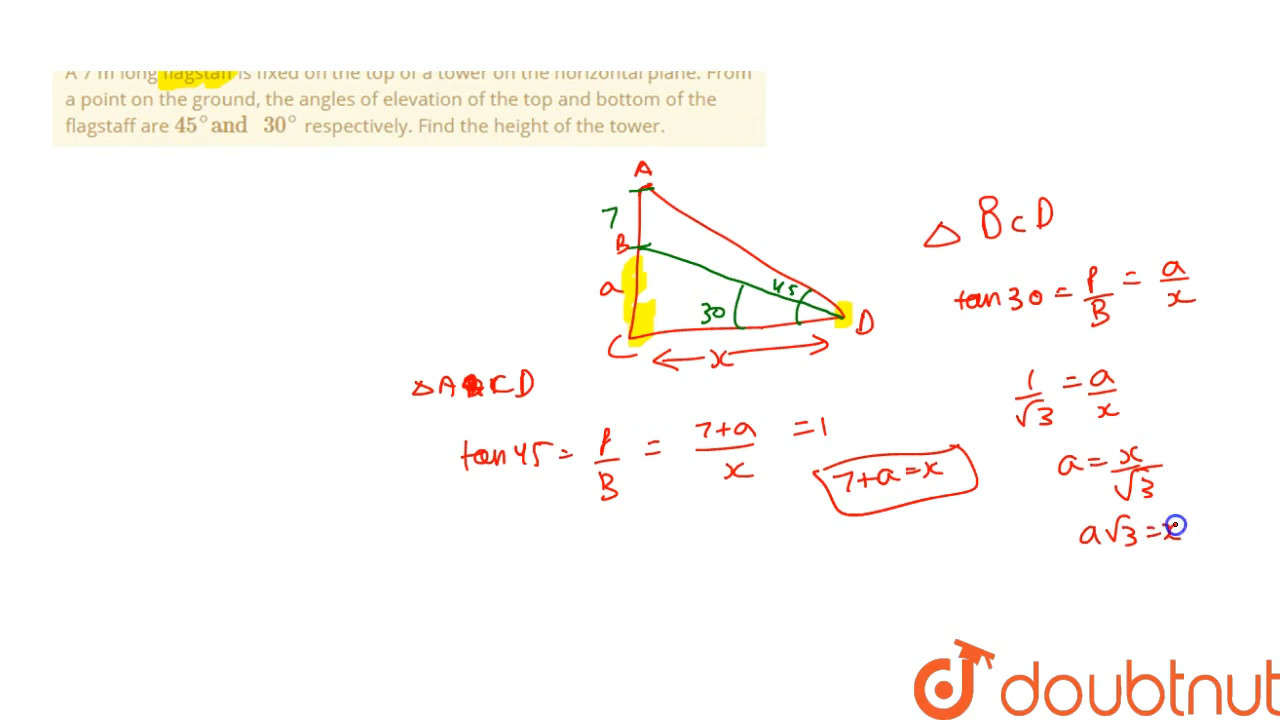 A 7 m long flagstaff is fixed on the top of a tower on the horizontal plane. From
a point on the ground, the angles of elevation of the top and bottom of the
flagstaff are 45° and 30° respectively. Find the height of the tower.
A
7
B
a
45
30
C
D
x
△ BCD
tan 30 = P/B = a/x
1/√3 = a/x
a = x/√3
a√3 = x
△ACD
tan 45 = P/B = 7+a/x = 1
7+a=x
doubtnut